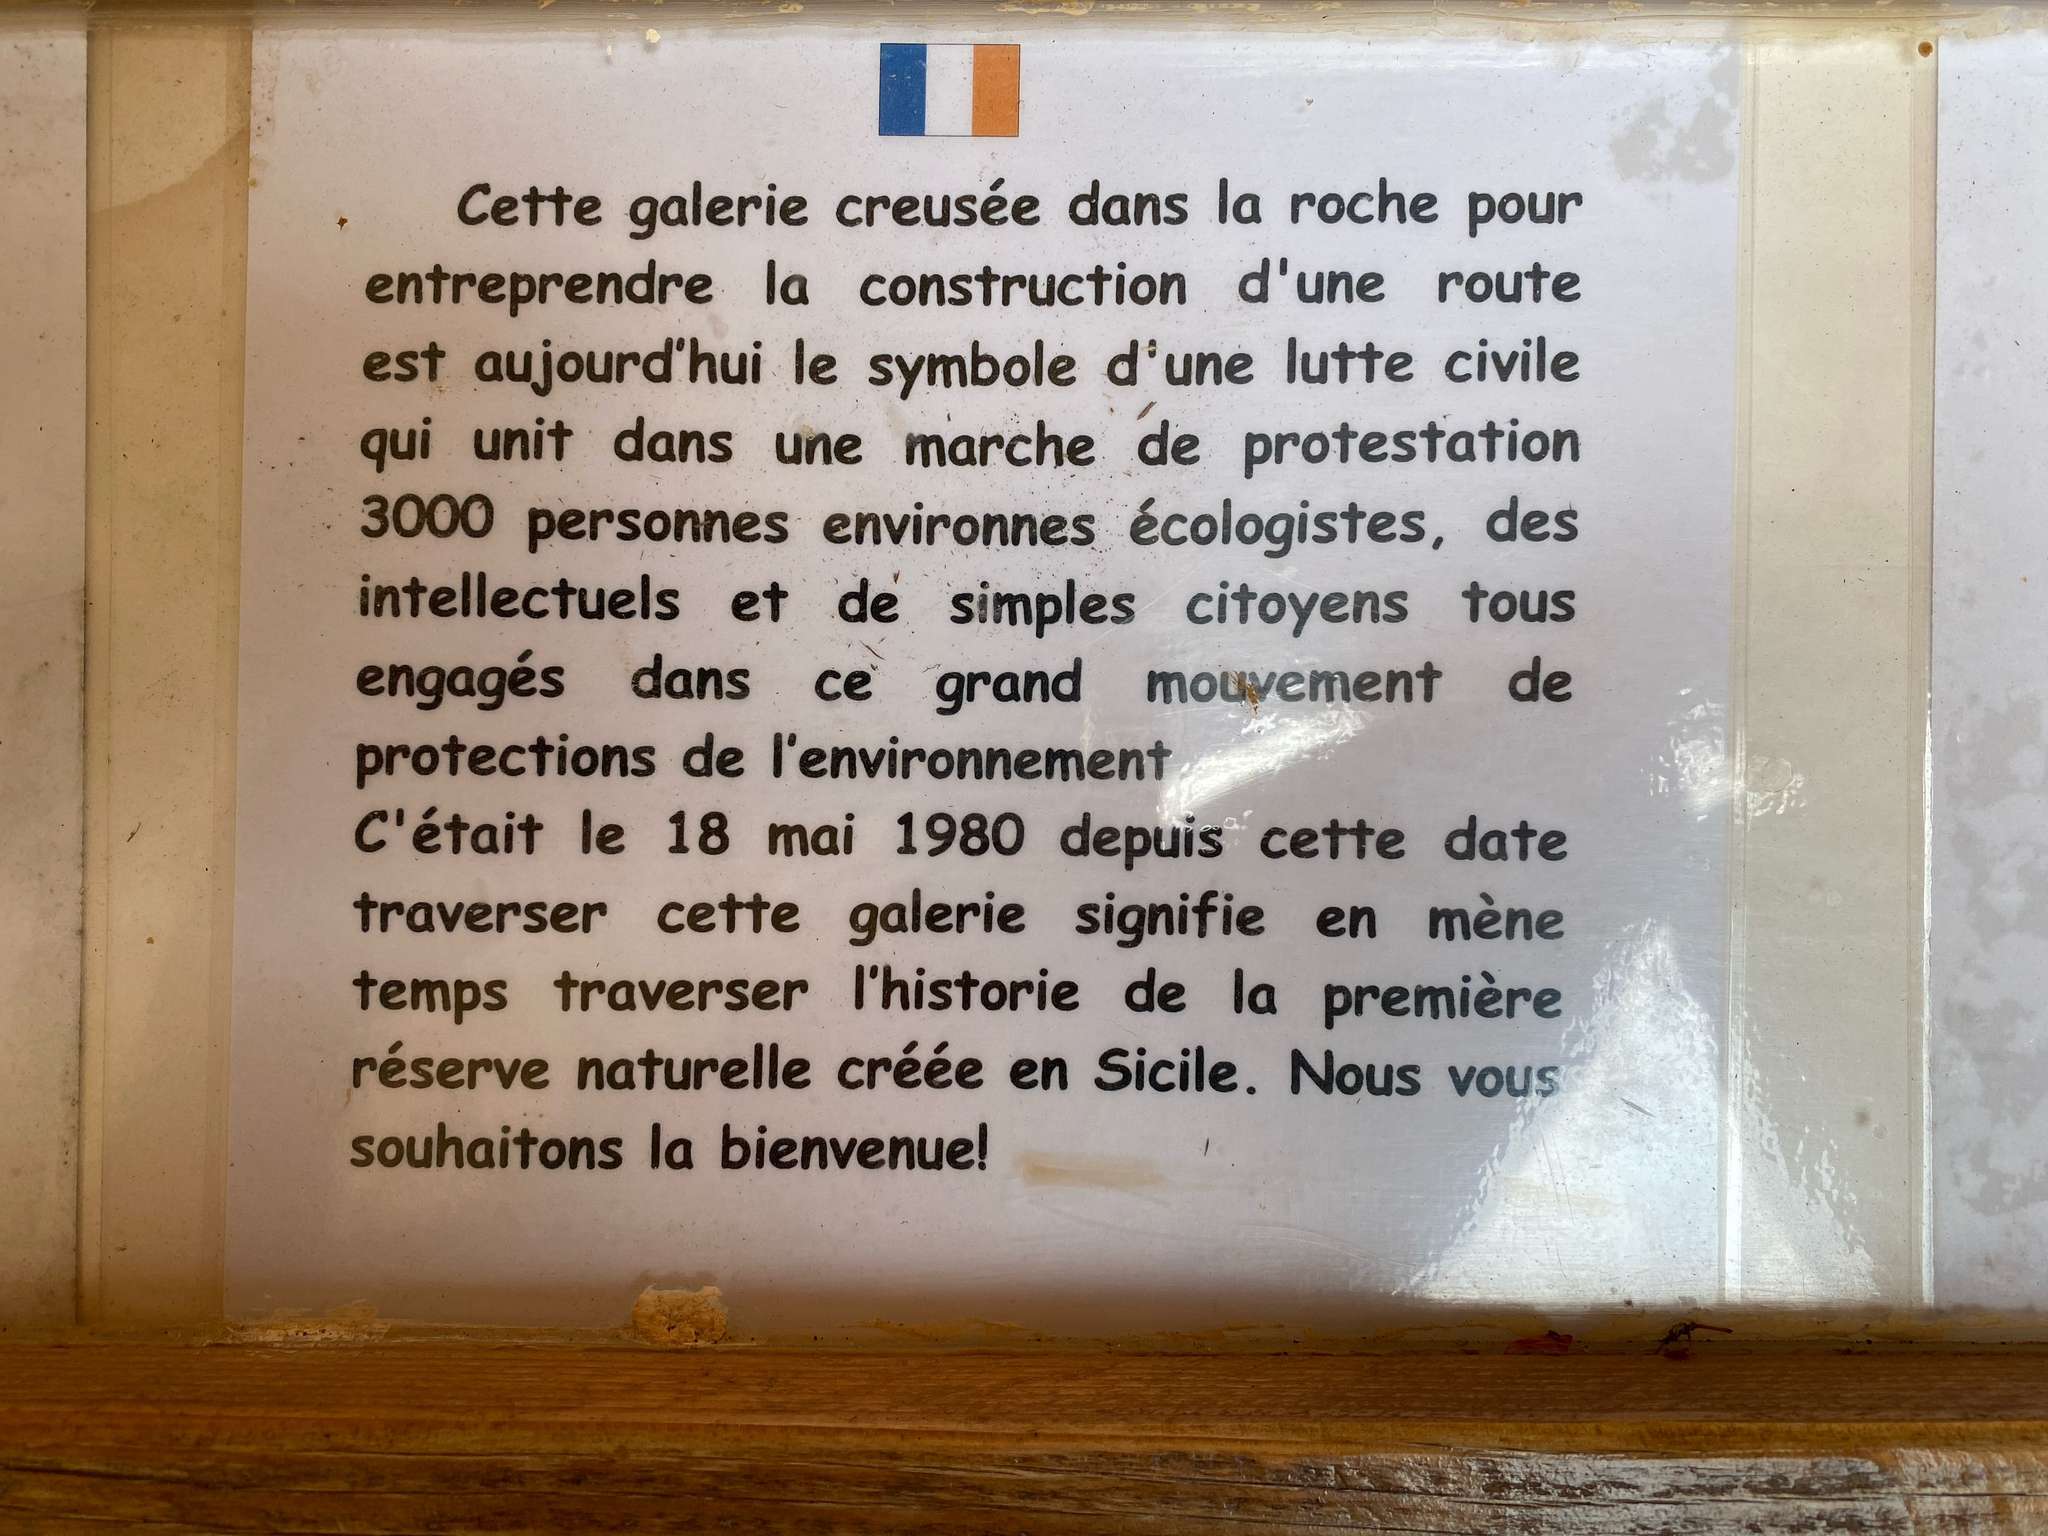 Cette galerie creusée dans la roche pour
entreprendre la construction d'une route
est aujourd'hui le symbole d'une lutte civile
qui unit dans une marche de protestation
3000 personnes environnes écologistes, des
intellectuels et de simples citoyens tous
engagés dans ce grand mouvement de
protections de l'environnement
C'était le 18 mai 1980 depuis cette date
traverser cette galerie signifie en mène
temps traverser l'historie de la première
réserve naturelle créée en Sicile. Nous vous
souhaitons la bienvenue!